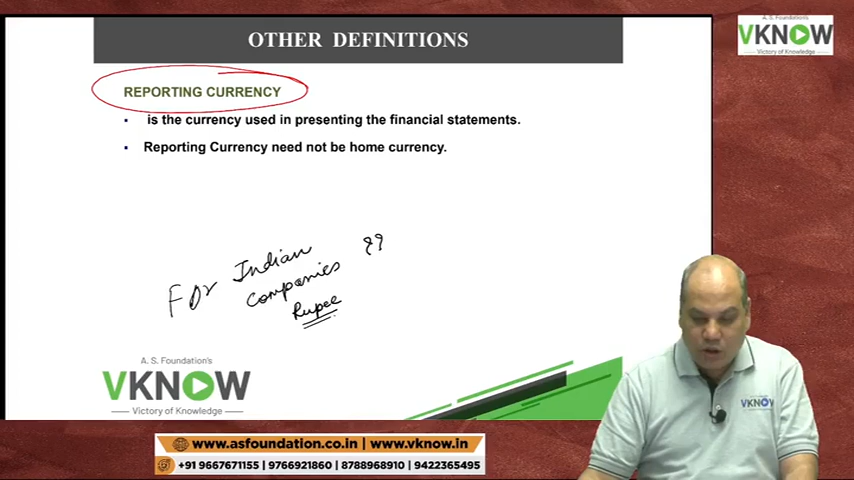 OTHER DEFINITIONS
A. S. Foundation's
VKNOW
Victory of Knowledge
REPORTING CURRENCY
▪ is the currency used in presenting the financial statements.
▪ Reporting Currency need not be home currency.
For Indian ??
Companies
Rupee
A. S. Foundation's
VKNOW
Victory of Knowledge
VKNOW
www.asfoundation.co.in | www.vknow.in
+91 9667671155 | 9766921860 | 8788968910 | 9422365495